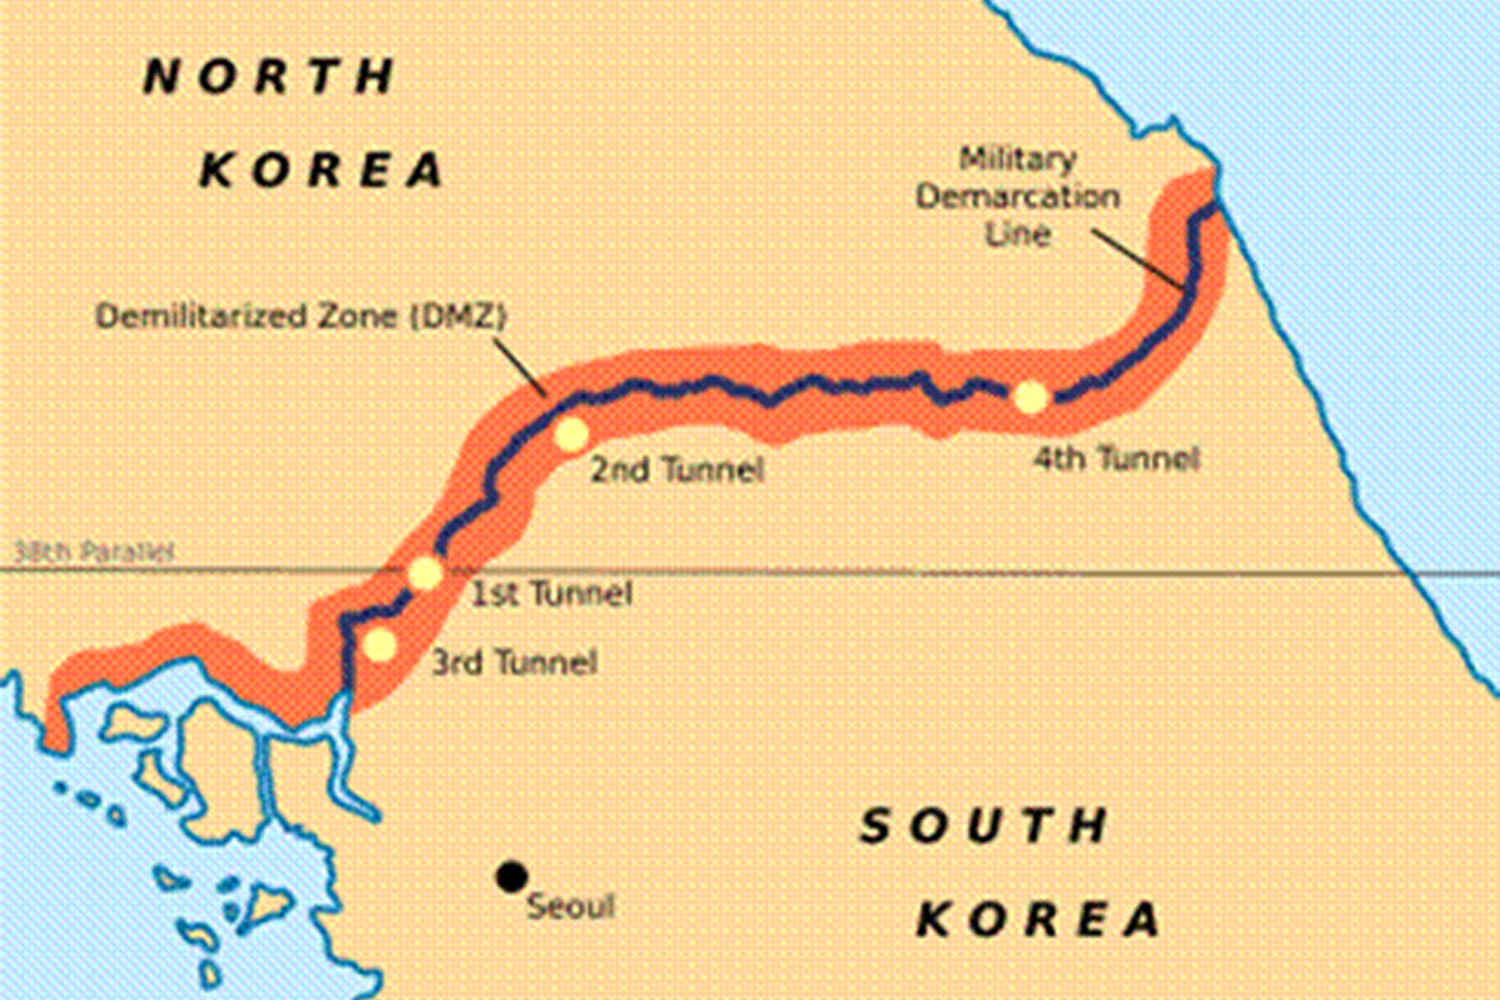 NORTH
KOREA
Military
Demarcation
Line
Demilitarized Zone (DMZ)
4th Tunnel
2nd Tunnel
38th Parallel
1st Tunnel
3rd Tunnel
SOUTH
KOREA
Seoul